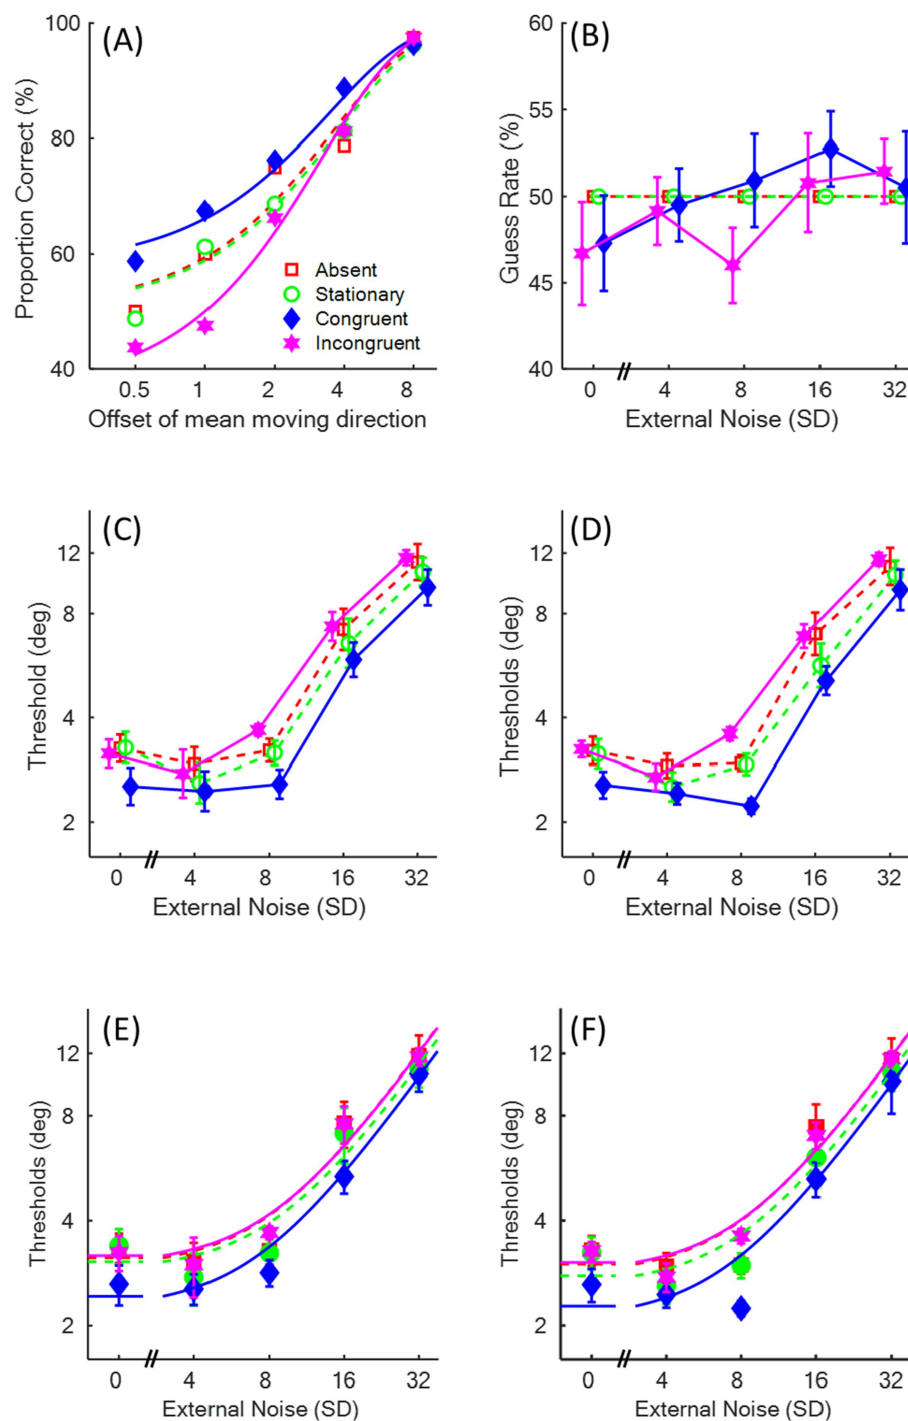 (A)
Proportion Correct (%)
100
80
60
40
Absent
Stationary
Congruent
Incongruent
0.5 1 2 4 8
Offset of mean moving direction
(B)
Guess Rate (%)
60
55
50
45
40
0 4 8 16 32
External Noise (SD)
(C)
Threshold (deg)
12
8
4
2
0 4 8 16 32
External Noise (SD)
(D)
Thresholds (deg)
12
8
4
2
0 4 8 16 32
External Noise (SD)
(E)
Thresholds (deg)
12
8
4
2
0 4 8 16 32
External Noise (SD)
(F)
Thresholds (deg)
12
8
4
2
0 4 8 16 32
External Noise (SD)